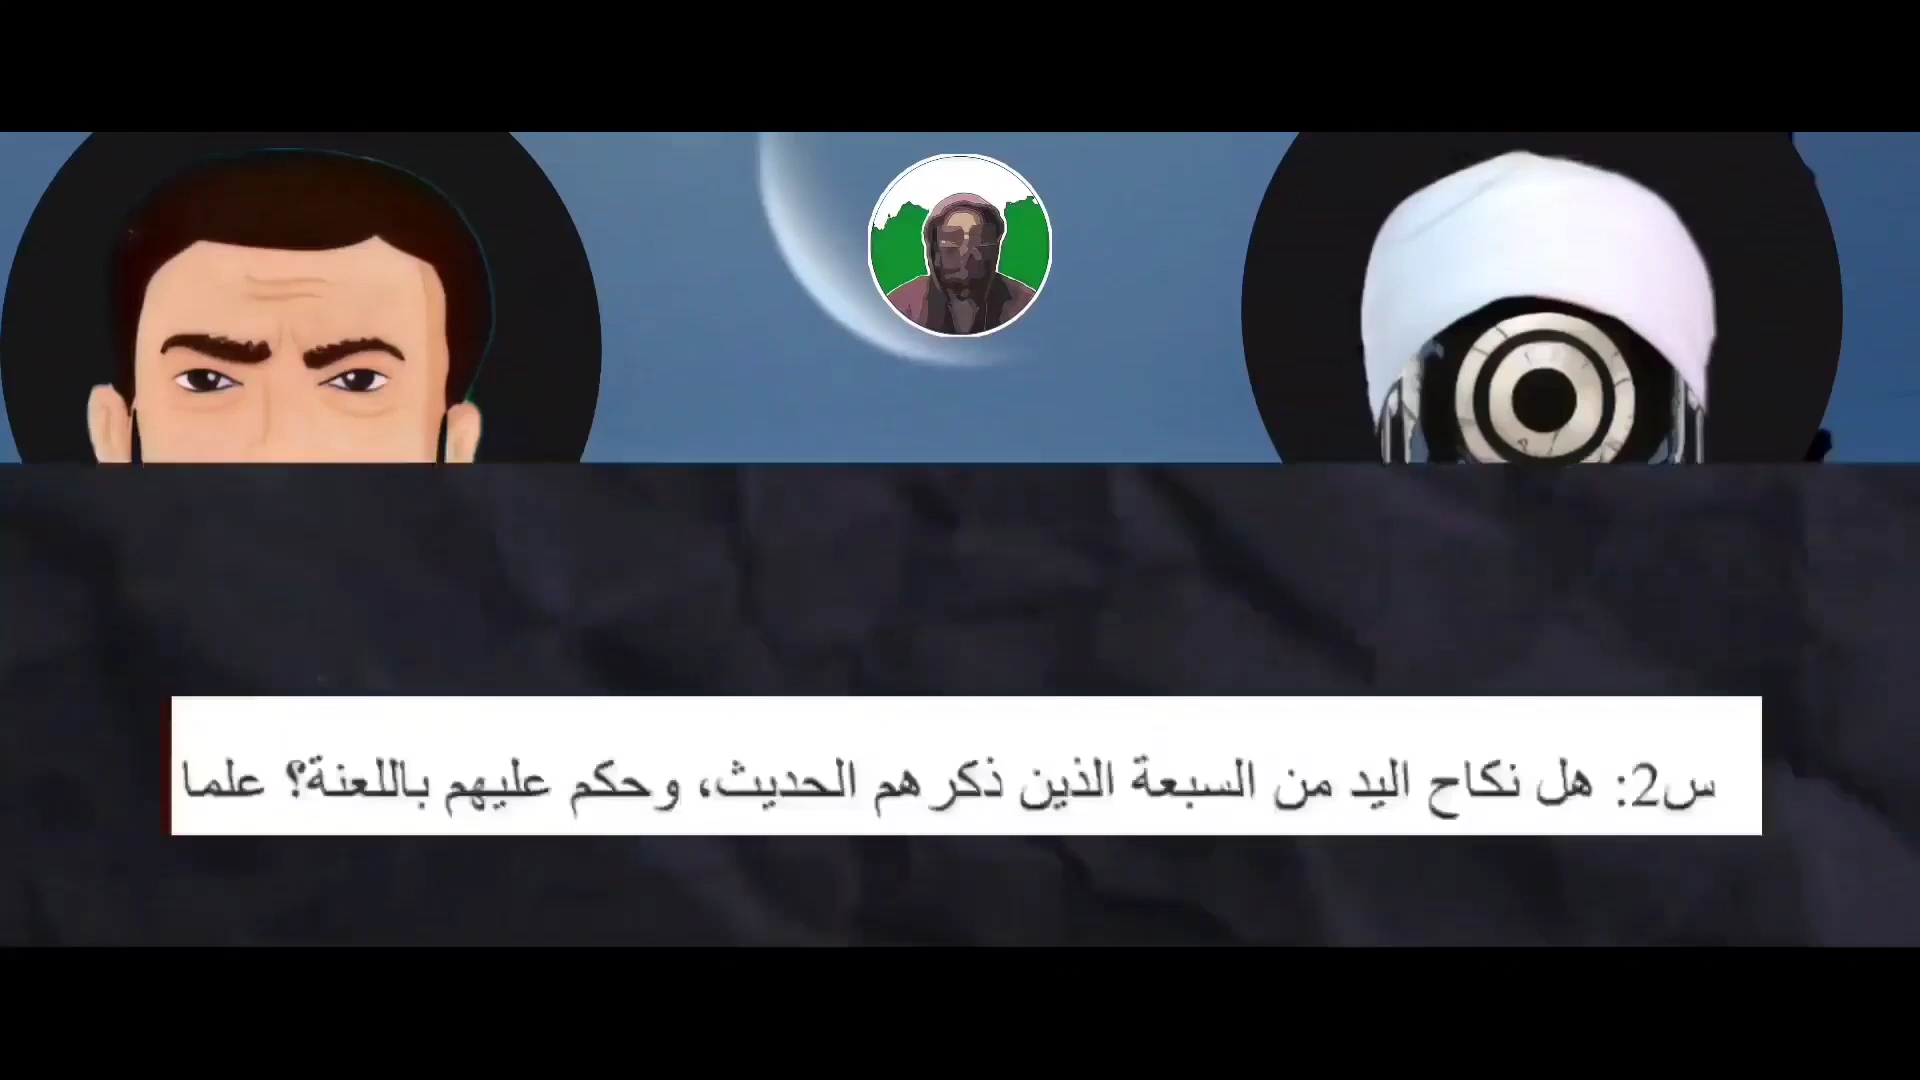 س2: هل نكاح اليد من السبعة الذين ذكرهم الحديث، وحكم عليهم باللعنة؟ علما